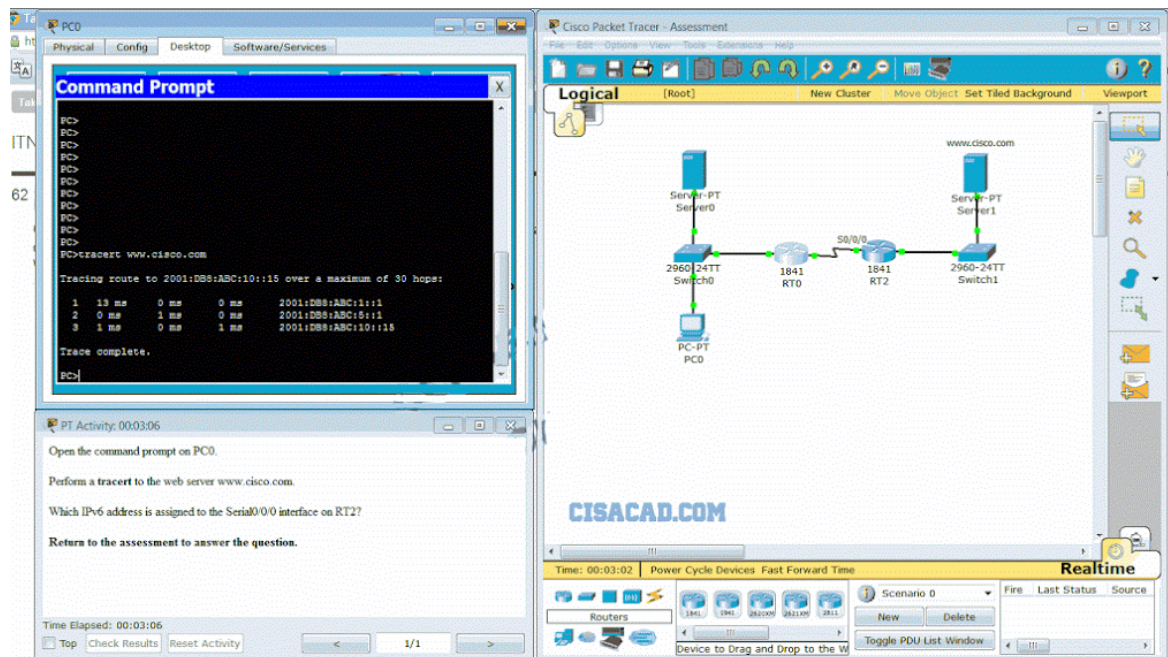 PC0
Physical Config Desktop Software/Services
Command Prompt
X
PC>
PC>
PC>
PC>
PC>
PC>
PC>
PC>
PC>
PC>
PC>
PC>tracert www.cisco.com
Tracing route to 2001:DB8:ABC:10::15 over a maximum of 30 hops:
1 13 ms 0 ms 0 ms 2001:DB8:ABC:1::1
2 0 ms 1 ms 0 ms 2001:DB8:ABC:5::1
3 1 ms 0 ms 1 ms 2001:DB8:ABC:10::15
Trace complete.
PC>
ITN
62
PT Activity: 00:03:06
Open the command prompt on PC0.
Perform a tracert to the web server www.cisco.com.
Which IPv6 address is assigned to the Serial0/0/0 interface on RT2?
Return to the assessment to answer the question.
Time Elapsed: 00:03:06
Top Check Results Reset Activity < 1/1 >
Cisco Packet Tracer - Assessment
File Edit Options View Tools Extensions Help
Logical [Root] New Cluster Move Object Set Tiled Background Viewport
www.cisco.com
Server-PT
Server0
Server-PT
Server1
S0/0/0
2960-24TT
Switch0
1841
RT0
1841
RT2
2960-24TT
Switch1
PC-PT
PC0
CISACAD.COM
Time: 00:03:02 Power Cycle Devices Fast Forward Time Realtime
Routers
1841 1941 2620XM 2621XM 2811
Device to Drag and Drop to the W
Scenario 0
New Delete
Toggle PDU List Window
Fire Last Status Source